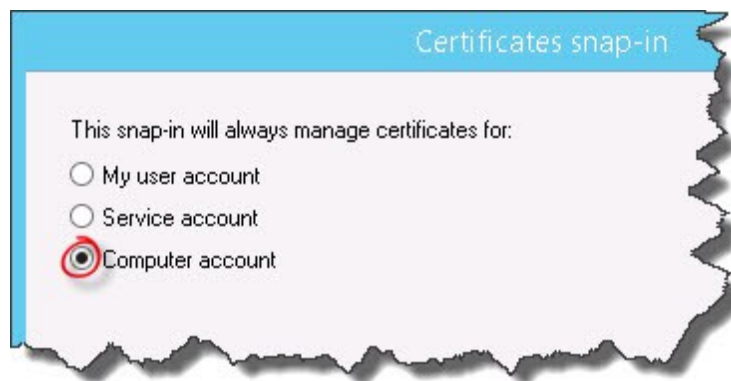 Certificates snap-in
This snap-in will always manage certificates for:
My user account
Service account
Computer account